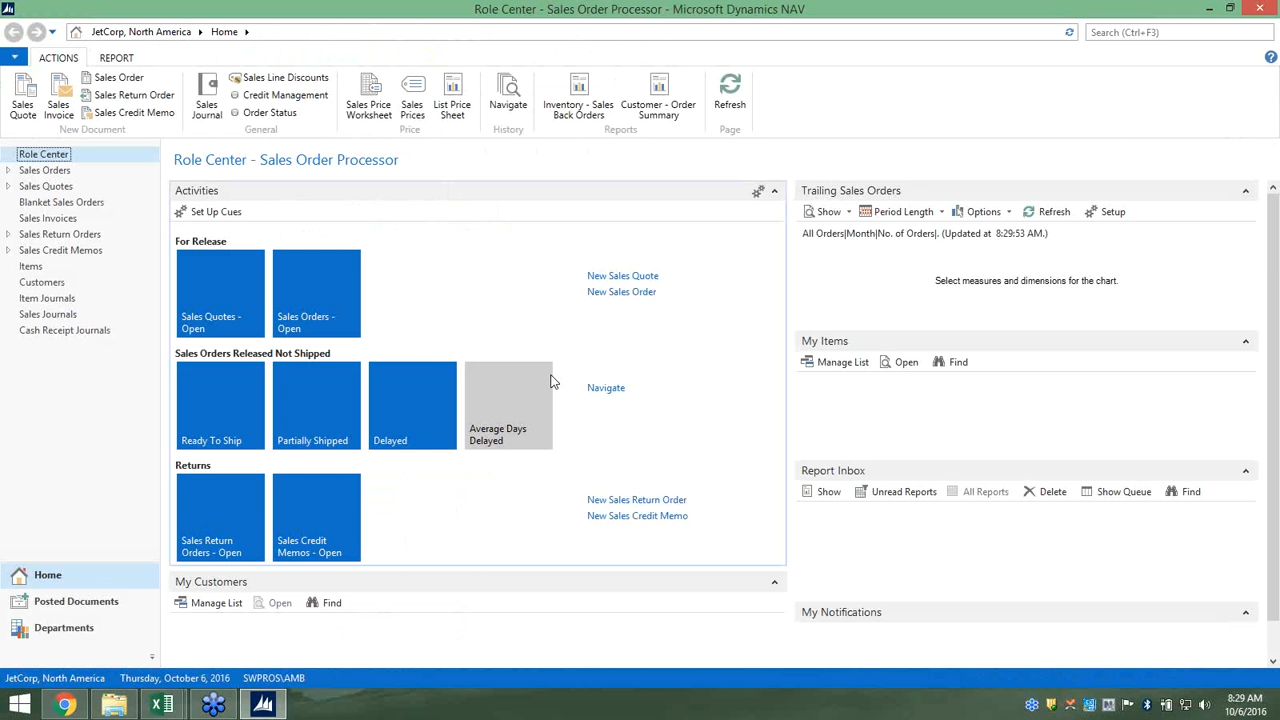 Role Center - Sales Order Processor - Microsoft Dynamics NAV
JetCorp, North America
Home
Search (Ctrl+F3)
ACTIONS
REPORT
Sales Quote
Sales Invoice
Sales Order
Sales Return Order
Sales Credit Memo
New Document
Sales Journal
Sales Line Discounts
Credit Management
Order Status
General
Sales Price Worksheet
Sales Prices
List Price Sheet
Price
Navigate
History
Inventory - Sales Back Orders
Customer - Order Summary
Reports
Refresh
Page
Role Center
Sales Orders
Sales Quotes
Blanket Sales Orders
Sales Invoices
Sales Return Orders
Sales Credit Memos
Items
Customers
Item Journals
Sales Journals
Cash Receipt Journals
Home
Posted Documents
Departments
Role Center - Sales Order Processor
Activities
Set Up Cues
For Release
Sales Quotes -
Open
Sales Orders -
Open
New Sales Quote
New Sales Order
Sales Orders Released Not Shipped
Ready To Ship
Partially Shipped
Delayed
Average Days
Delayed
Navigate
Returns
Sales Return
Orders - Open
Sales Credit
Memos - Open
New Sales Return Order
New Sales Credit Memo
My Customers
Manage List
Open
Find
Trailing Sales Orders
Show
Period Length
Options
Refresh
Setup
All Orders|Month|No. of Orders|. (Updated at 8:29:53 AM.)
Select measures and dimensions for the chart.
My Items
Manage List
Open
Find
Report Inbox
Show
Unread Reports
All Reports
Delete
Show Queue
Find
My Notifications
JetCorp, North America
Thursday, October 6, 2016
SWPROS\AMB
8:29 AM
10/6/2016